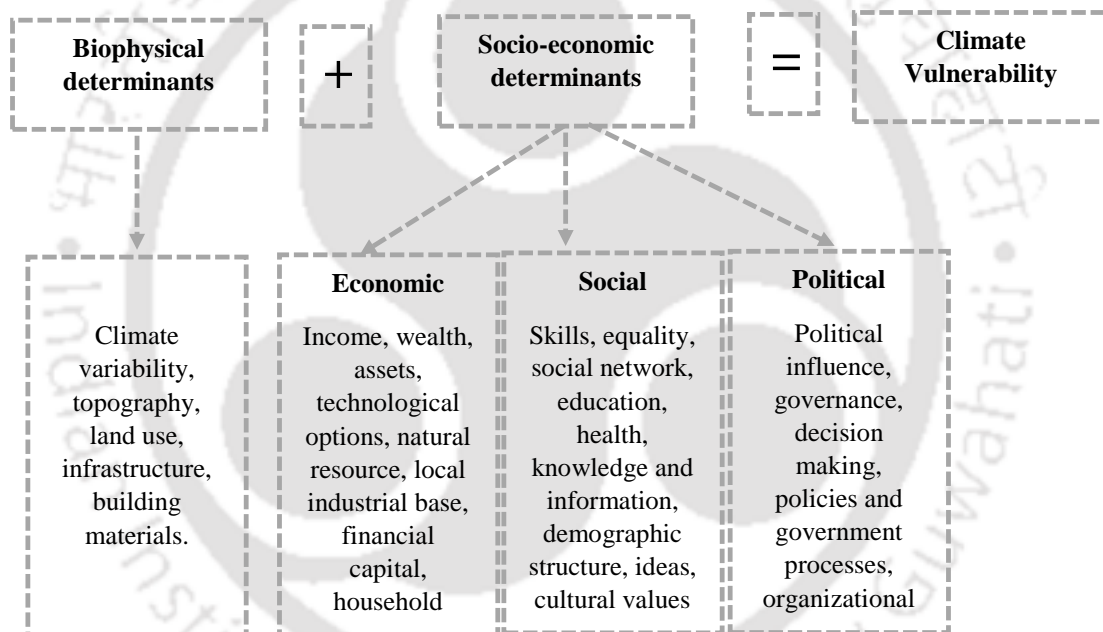 Biophysical
determinants
+
Socio-economic
determinants
=
Climate
Vulnerability
Climate
variability,
topography,
land use,
infrastructure,
building
materials.
Economic
Income, wealth,
assets,
technological
options, natural
resource, local
industrial base,
financial
capital,
household
Social
Skills, equality,
social network,
education,
health,
knowledge and
information,
demographic
structure, ideas,
cultural values
Political
Political
influence,
governance,
decision
making,
policies and
government
processes,
organizational